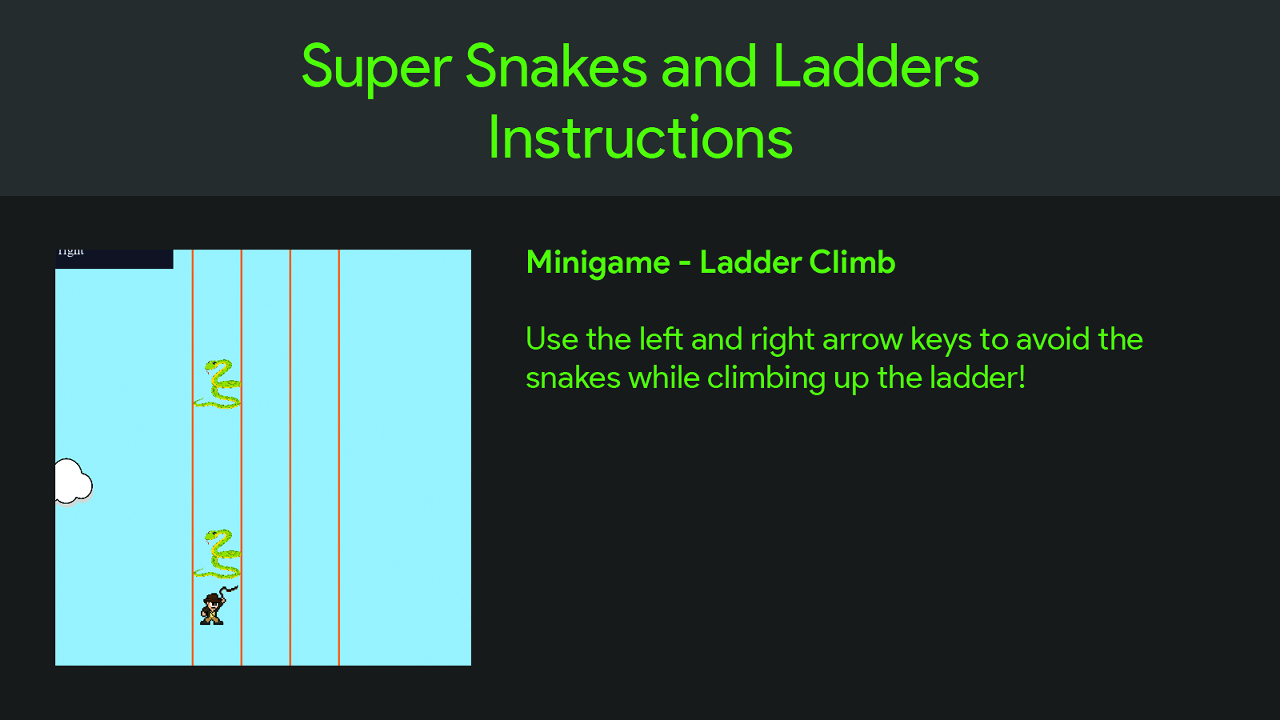 Super Snakes and Ladders
Instructions
right
Minigame - Ladder Climb
Use the left and right arrow keys to avoid the
snakes while climbing up the ladder!